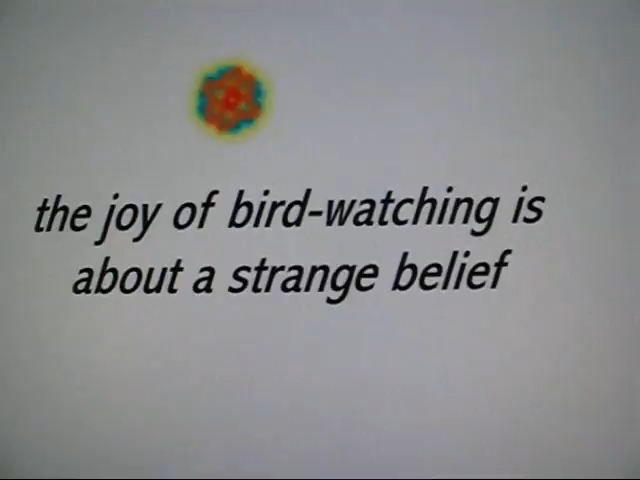 the joy of bird-watching is
about a strange belief